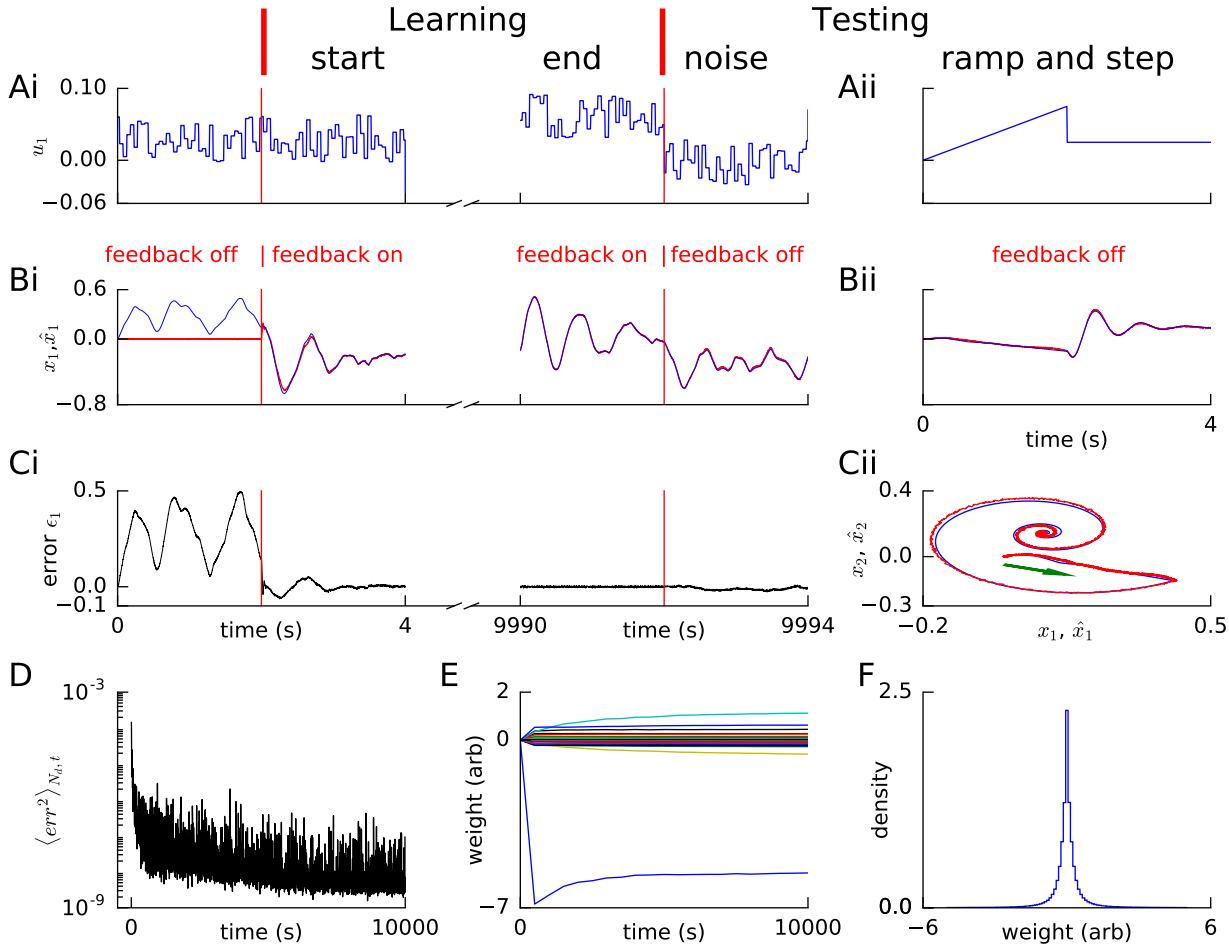 Learning Testing
start end noise ramp and step
Ai Aii
0.10
0.00
−0.06
u₁
feedback off | feedback on feedback on | feedback off feedback off
Bi Bii
0.6
0.0
−0.8
x₁,x̂₁
0 4
time (s)
Ci Cii
0.5
0.0
−0.1
error ϵ₁
0 time (s) 4 9990 time (s) 9994
0.4
0.0
−0.3
x₂, x̂₂
−0.2 x₁, x̂₁ 0.5
D E F
10⁻³
10⁻⁹
⟨err²⟩_{N_d,t}
0 time (s) 10000
2
0
−7
weight (arb)
0 time (s) 10000
2.5
0.0
density
−6 weight (arb) 6